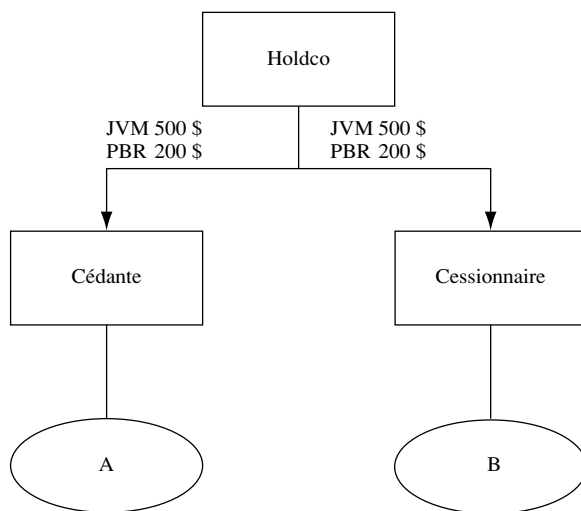 Holdco
JVM 500 $
PBR 200 $
JVM 500 $
PBR 200 $
Cédante
Cessionnaire
A
B